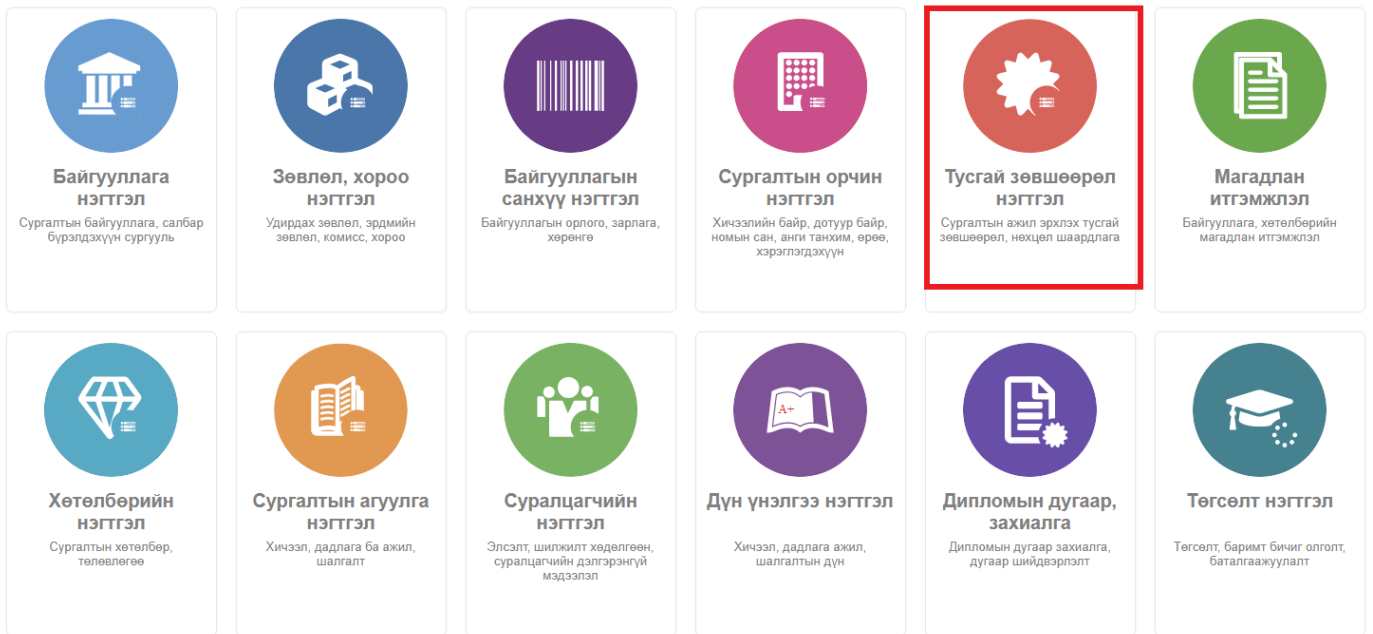 Байгууллага
нэгтгэл
Сургалтын байгууллага, салбар
бүрэлдэхүүн сургууль
Зөвлөл, хороо
нэгтгэл
Удирдах зөвлөл, эрдмийн
зөвлөл, комисс, хороо
Байгууллагын
санхүү нэгтгэл
Байгууллагын орлого, зарлага,
хөрөнгө
Сургалтын орчин
нэгтгэл
Хичээлийн байр, дотуур байр,
номын сан, анги танхим, өрөө,
хэрэглэгдэхүүн
Тусгай зөвшөөрөл
нэгтгэл
Сургалтын ажил эрхлэх тусгай
зөвшөөрөл, нөхцөл шаардлага
Магадлан
итгэмжлэл
Байгууллага, хөтөлбөрийн
магадлан итгэмжлэл
Хөтөлбөрийн
нэгтгэл
Сургалтын хөтөлбөр,
төлөвлөгөө
Сургалтын агуулга
нэгтгэл
Хичээл, дадлага ба ажил,
шалгалт
Суралцагчийн
нэгтгэл
Элсэлт, шилжилт хөдөлгөөн,
суралцагчийн дэлгэрэнгүй
мэдээлэл
A+
Дүн үнэлгээ нэгтгэл
Хичээл, дадлага ажил,
шалгалтын дүн
Дипломын дугаар,
захиалга
Дипломын дугаар захиалга,
дугаар шийдвэрлэлт
Төгсөлт нэгтгэл
Төгсөлт, баримт бичиг олголт,
баталгаажуулалт